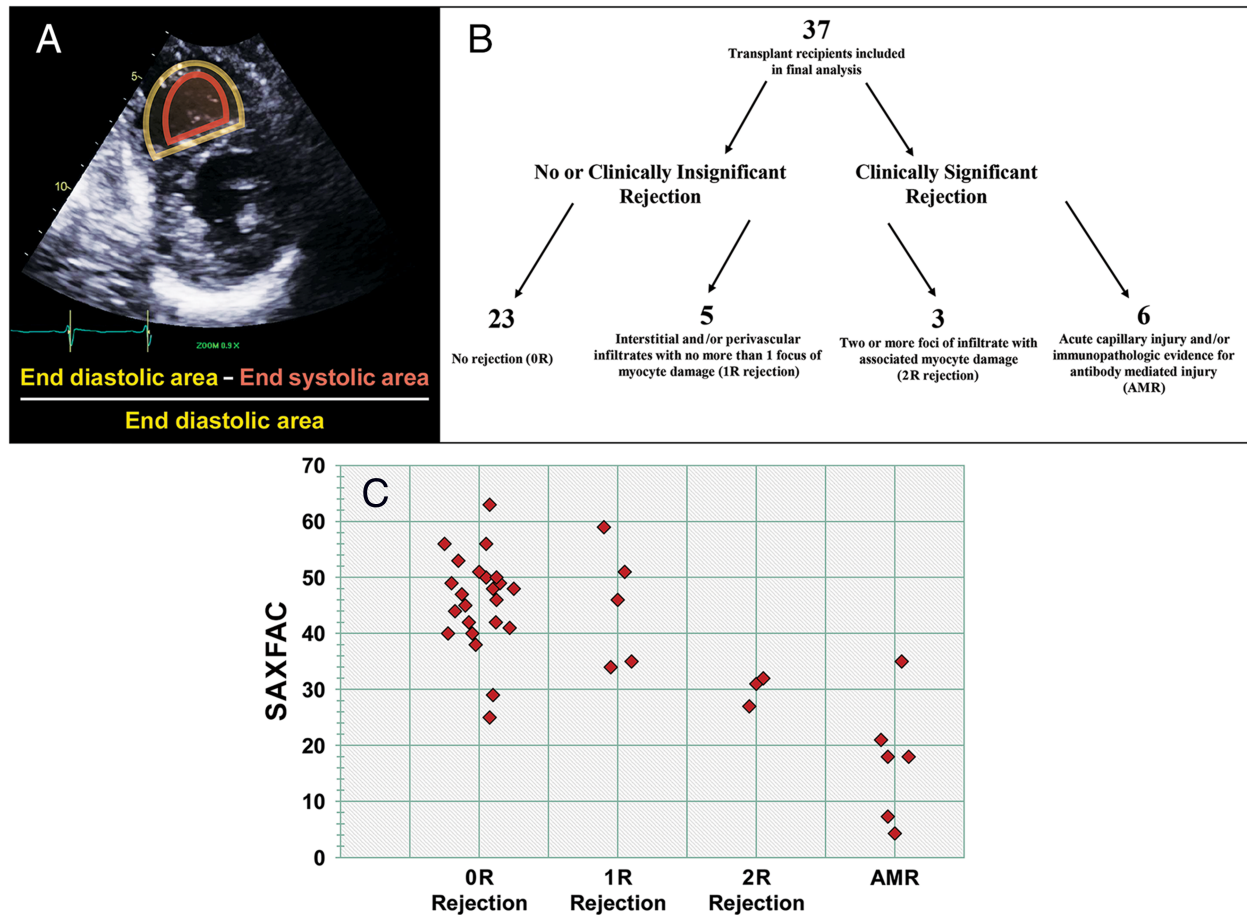 A
5
10
ZOOM 0.9 X
End diastolic area – End systolic area
End diastolic area
B
37
Transplant recipients included
in final analysis
No or Clinically Insignificant
Rejection
Clinically Significant
Rejection
23
No rejection (0R)
5
Interstitial and/or perivascular
infiltrates with no more than 1 focus of
myocyte damage (1R rejection)
3
Two or more foci of infiltrate with
associated myocyte damage
(2R rejection)
6
Acute capillary injury and/or
immunopathologic evidence for
antibody mediated injury
(AMR)
C
SAXFAC
70
60
50
40
30
20
10
0
0R
Rejection
1R
Rejection
2R
Rejection
AMR